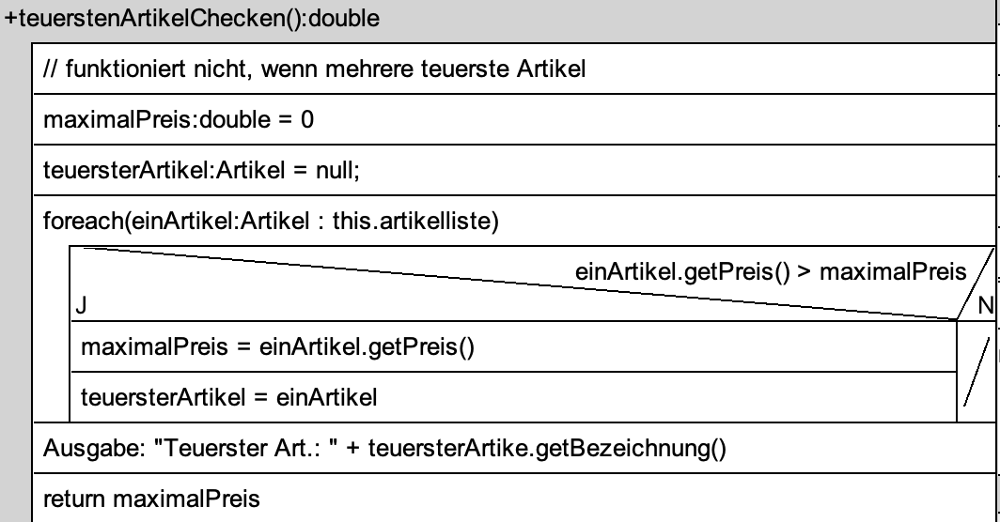 +teuerstenArtikelChecken():double
// funktioniert nicht, wenn mehrere teuerste Artikel
maximalPreis:double = 0
teuersterArtikel:Artikel = null;
foreach(einArtikel:Artikel : this.artikelliste)
einArtikel.getPreis() > maximalPreis
J
N
maximalPreis = einArtikel.getPreis()
teuersterArtikel = einArtikel
Ausgabe: "Teuerster Art.: " + teuersterArtike.getBezeichnung()
return maximalPreis